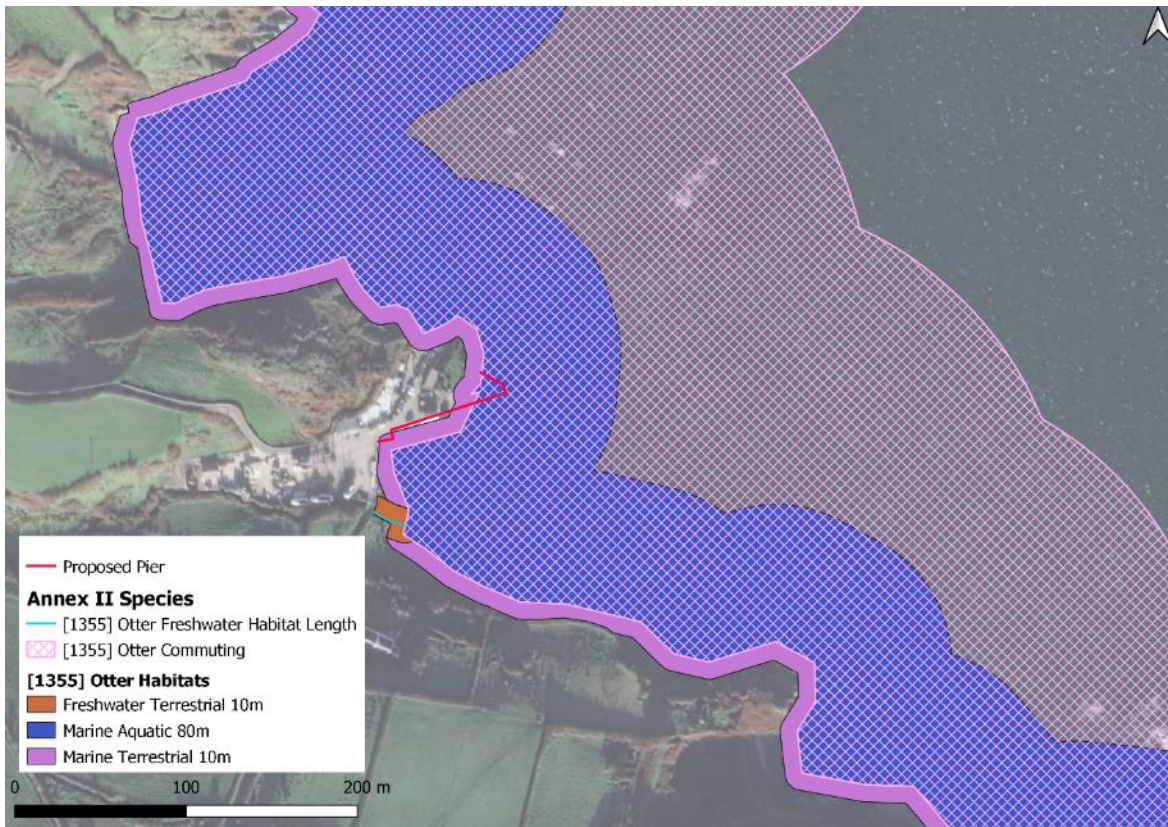 Proposed Pier
Annex II Species
[1355] Otter Freshwater Habitat Length
[1355] Otter Commuting
[1355] Otter Habitats
Freshwater Terrestrial 10m
Marine Aquatic 80m
Marine Terrestrial 10m
0 100 200 m